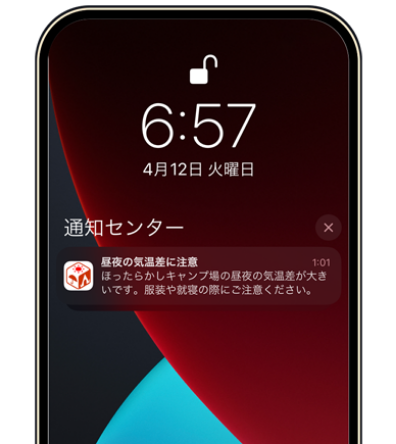 6:57
4月12日 火曜日
通知センター
昼夜の気温差に注意 1:01
ほったらかしキャンプ場の昼夜の気温差が大き
いです。服装や就寝の際にご注意ください。